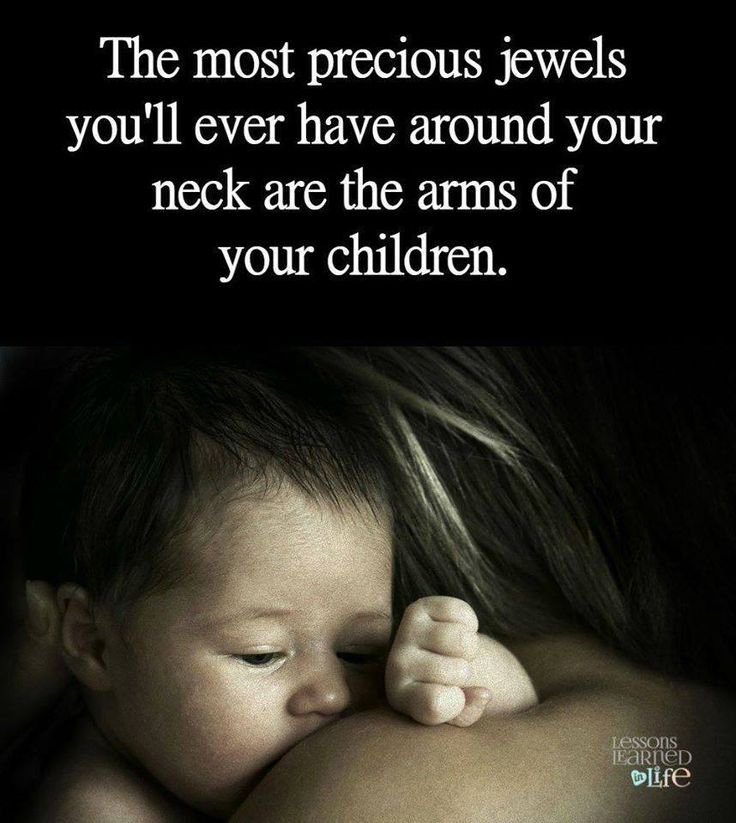 The most precious jewels
you'll ever have around your
neck are the arms of
your children.
Lessons
Learned
in Life